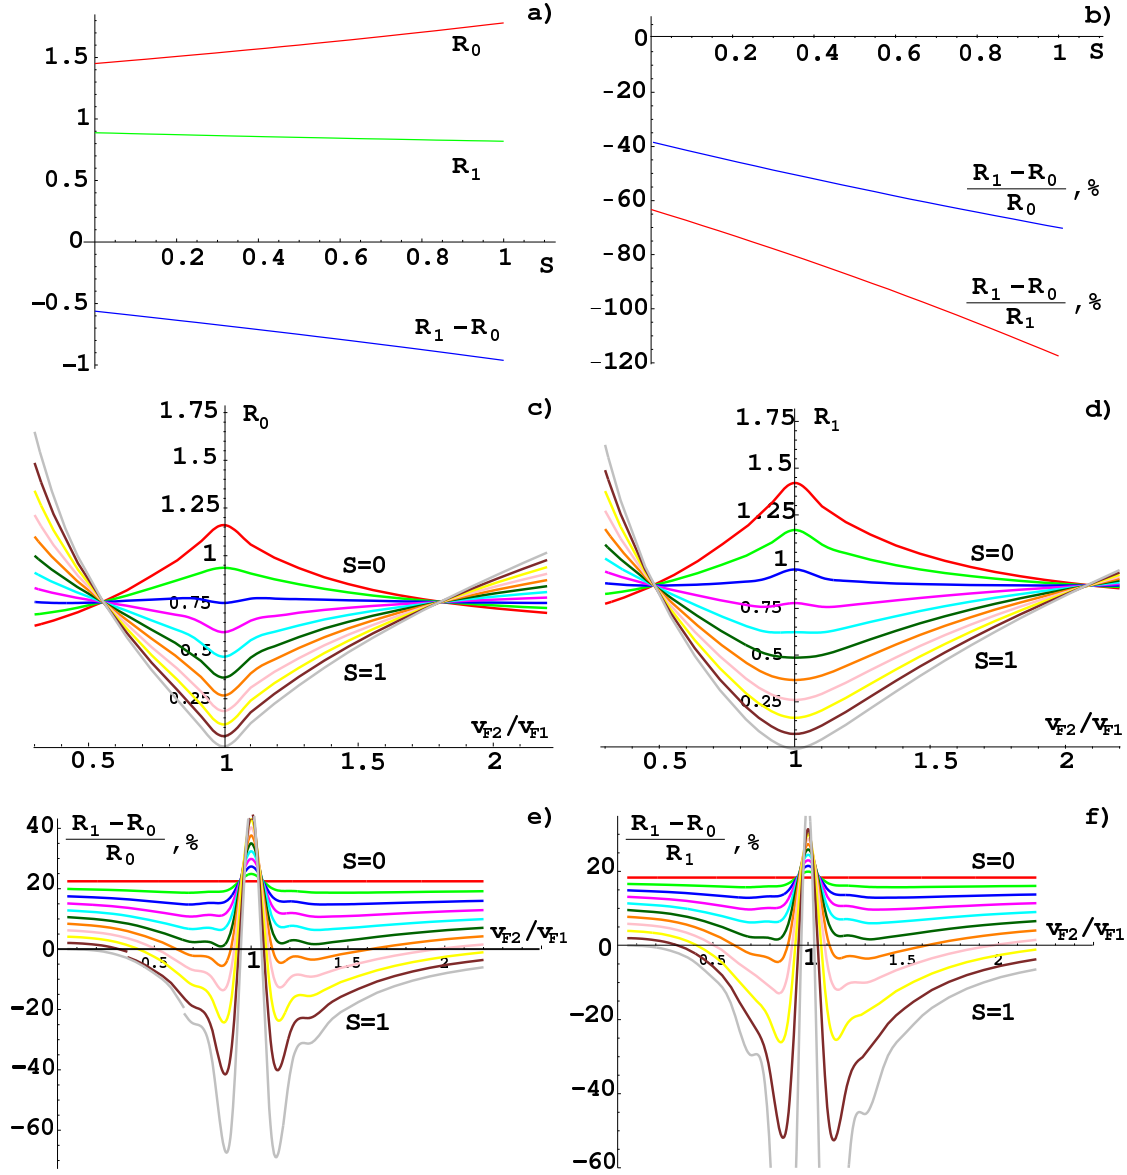 a)
R0
1.5
1
R1
0.5
0
0.2 0.4 0.6 0.8 1 S
−0.5
R1 −R0
−1
b)
0
0.2 0.4 0.6 0.8 1 S
-20
-40
R1 −R0
R0 ,%
-60
-80
R1 −R0
R1 ,%
-100
-120
c)
1.75 R0
1.5
1.25
1
S=0
0.75
0.5
S=1
0.25
vF2/vF1
0.5 1 1.5 2
d)
1.75 R1
1.5
1.25
1
S=0
0.75
0.5
S=1
0.25
vF2/vF1
0.5 1 1.5 2
e)
40
R1 −R0
R0 ,%
S=0
20
vF2/vF1
0
0.5 1 1.5 2
−20
S=1
−40
−60
f)
R1 −R0
R1 ,%
S=0
20
vF2/vF1
0
0.5 1 1.5 2
−20
S=1
−40
−60